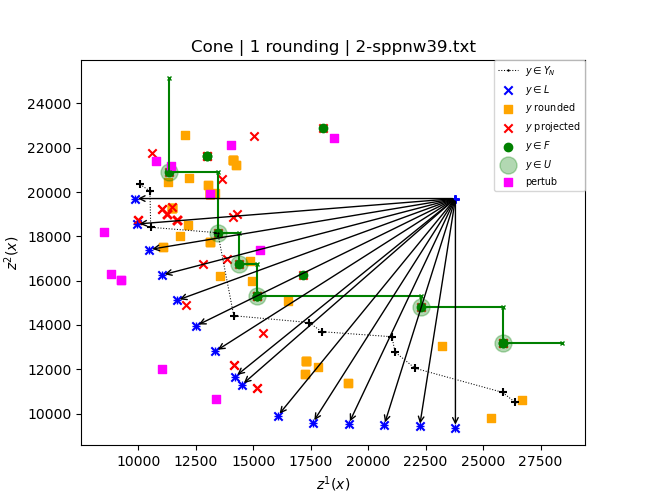 Cone | 1 rounding | 2-sppnw39.txt
z²(x)
24000
22000
20000
18000
16000
14000
12000
10000
10000 12500 15000 17500 20000 22500 25000 27500
z¹(x)
y ∈ Y_N
y ∈ L
y rounded
y projected
y ∈ F
y ∈ U
pertub